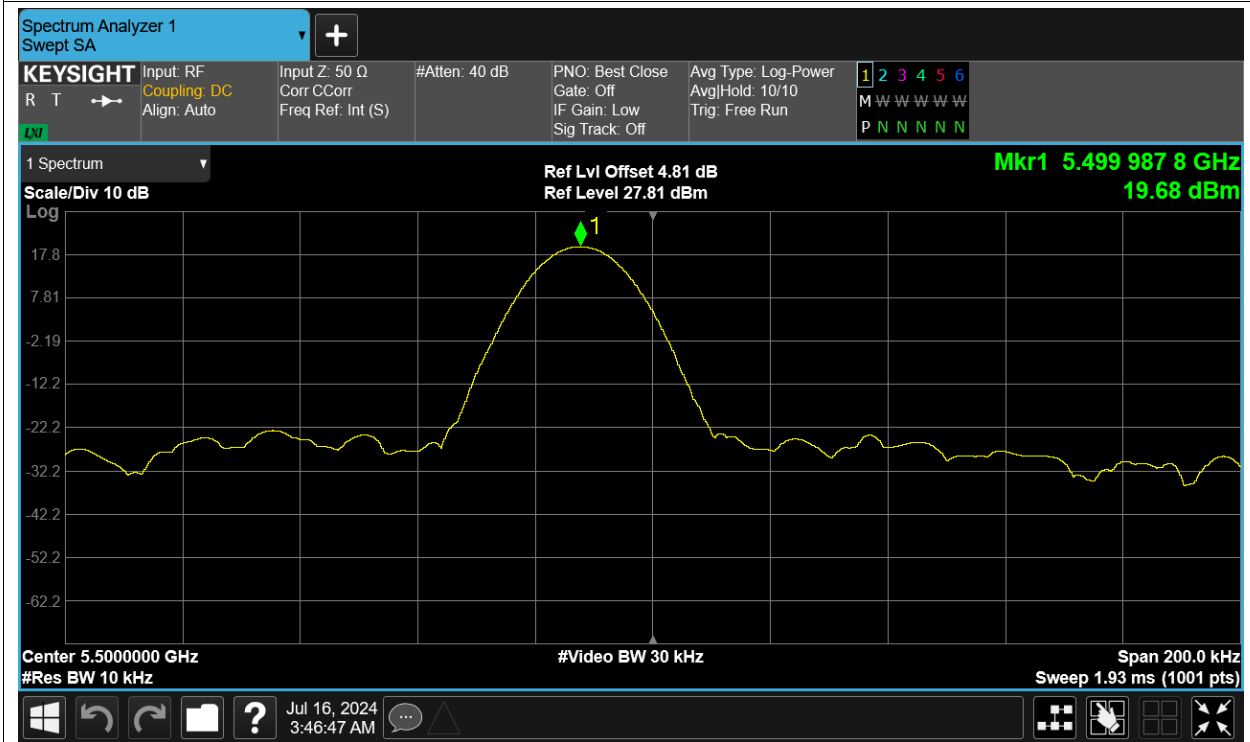 Spectrum Analyzer 1
Swept SA
+
KEYSIGHT
R T
LXI
Input: RF
Coupling: DC
Align: Auto
Input Z: 50 Ω
Corr CCorr
Freq Ref: Int (S)
#Atten: 40 dB
PNO: Best Close
Gate: Off
IF Gain: Low
Sig Track: Off
Avg Type: Log-Power
Avg|Hold: 10/10
Trig: Free Run
1 2 3 4 5 6
M W W W W W
P N N N N N
1 Spectrum
Scale/Div 10 dB
Log
Ref Lvl Offset 4.81 dB
Ref Level 27.81 dBm
Mkr1 5.499 987 8 GHz
19.68 dBm
1
17.8
7.81
-2.19
-12.2
-22.2
-32.2
-42.2
-52.2
-62.2
Center 5.5000000 GHz
#Res BW 10 kHz
#Video BW 30 kHz
Span 200.0 kHz
Sweep 1.93 ms (1001 pts)
?
Jul 16, 2024
3:46:47 AM